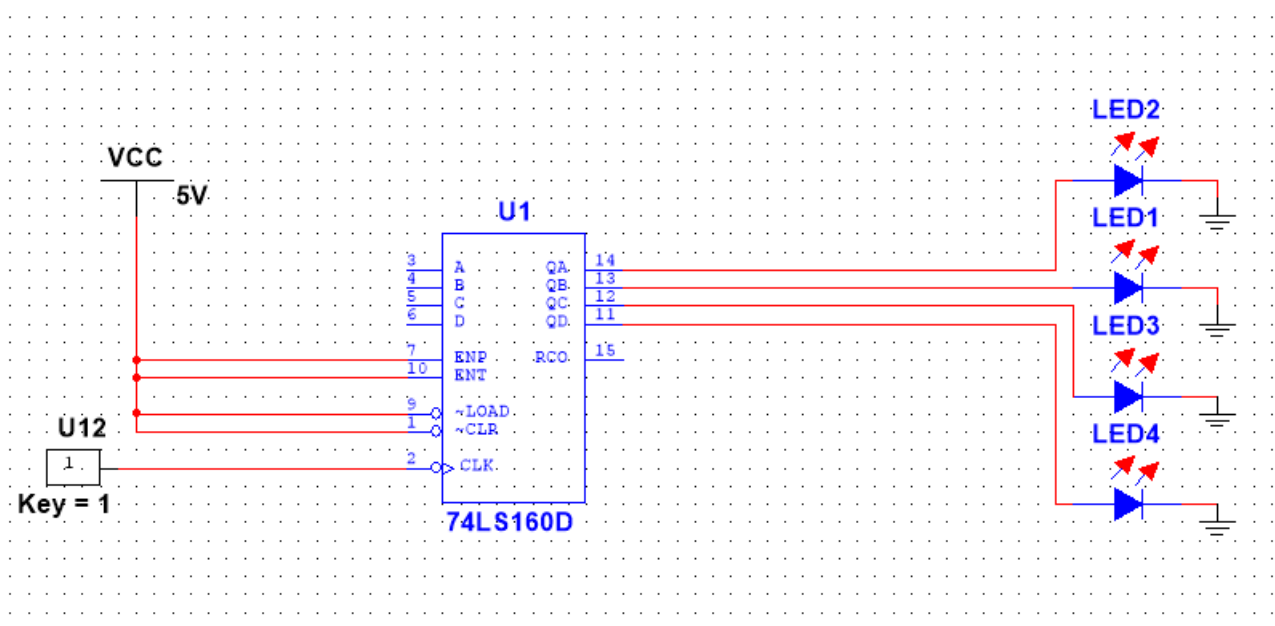 LED2
VCC
5V
U1
LED1
3 A QA 14
4 B QB 13
5 C QC 12
6 D QD 11
LED3
7 ENP RCO 15
10 ENT
9 ~LOAD
1 ~CLR
U12
LED4
1
2 CLK
Key = 1
74LS160D